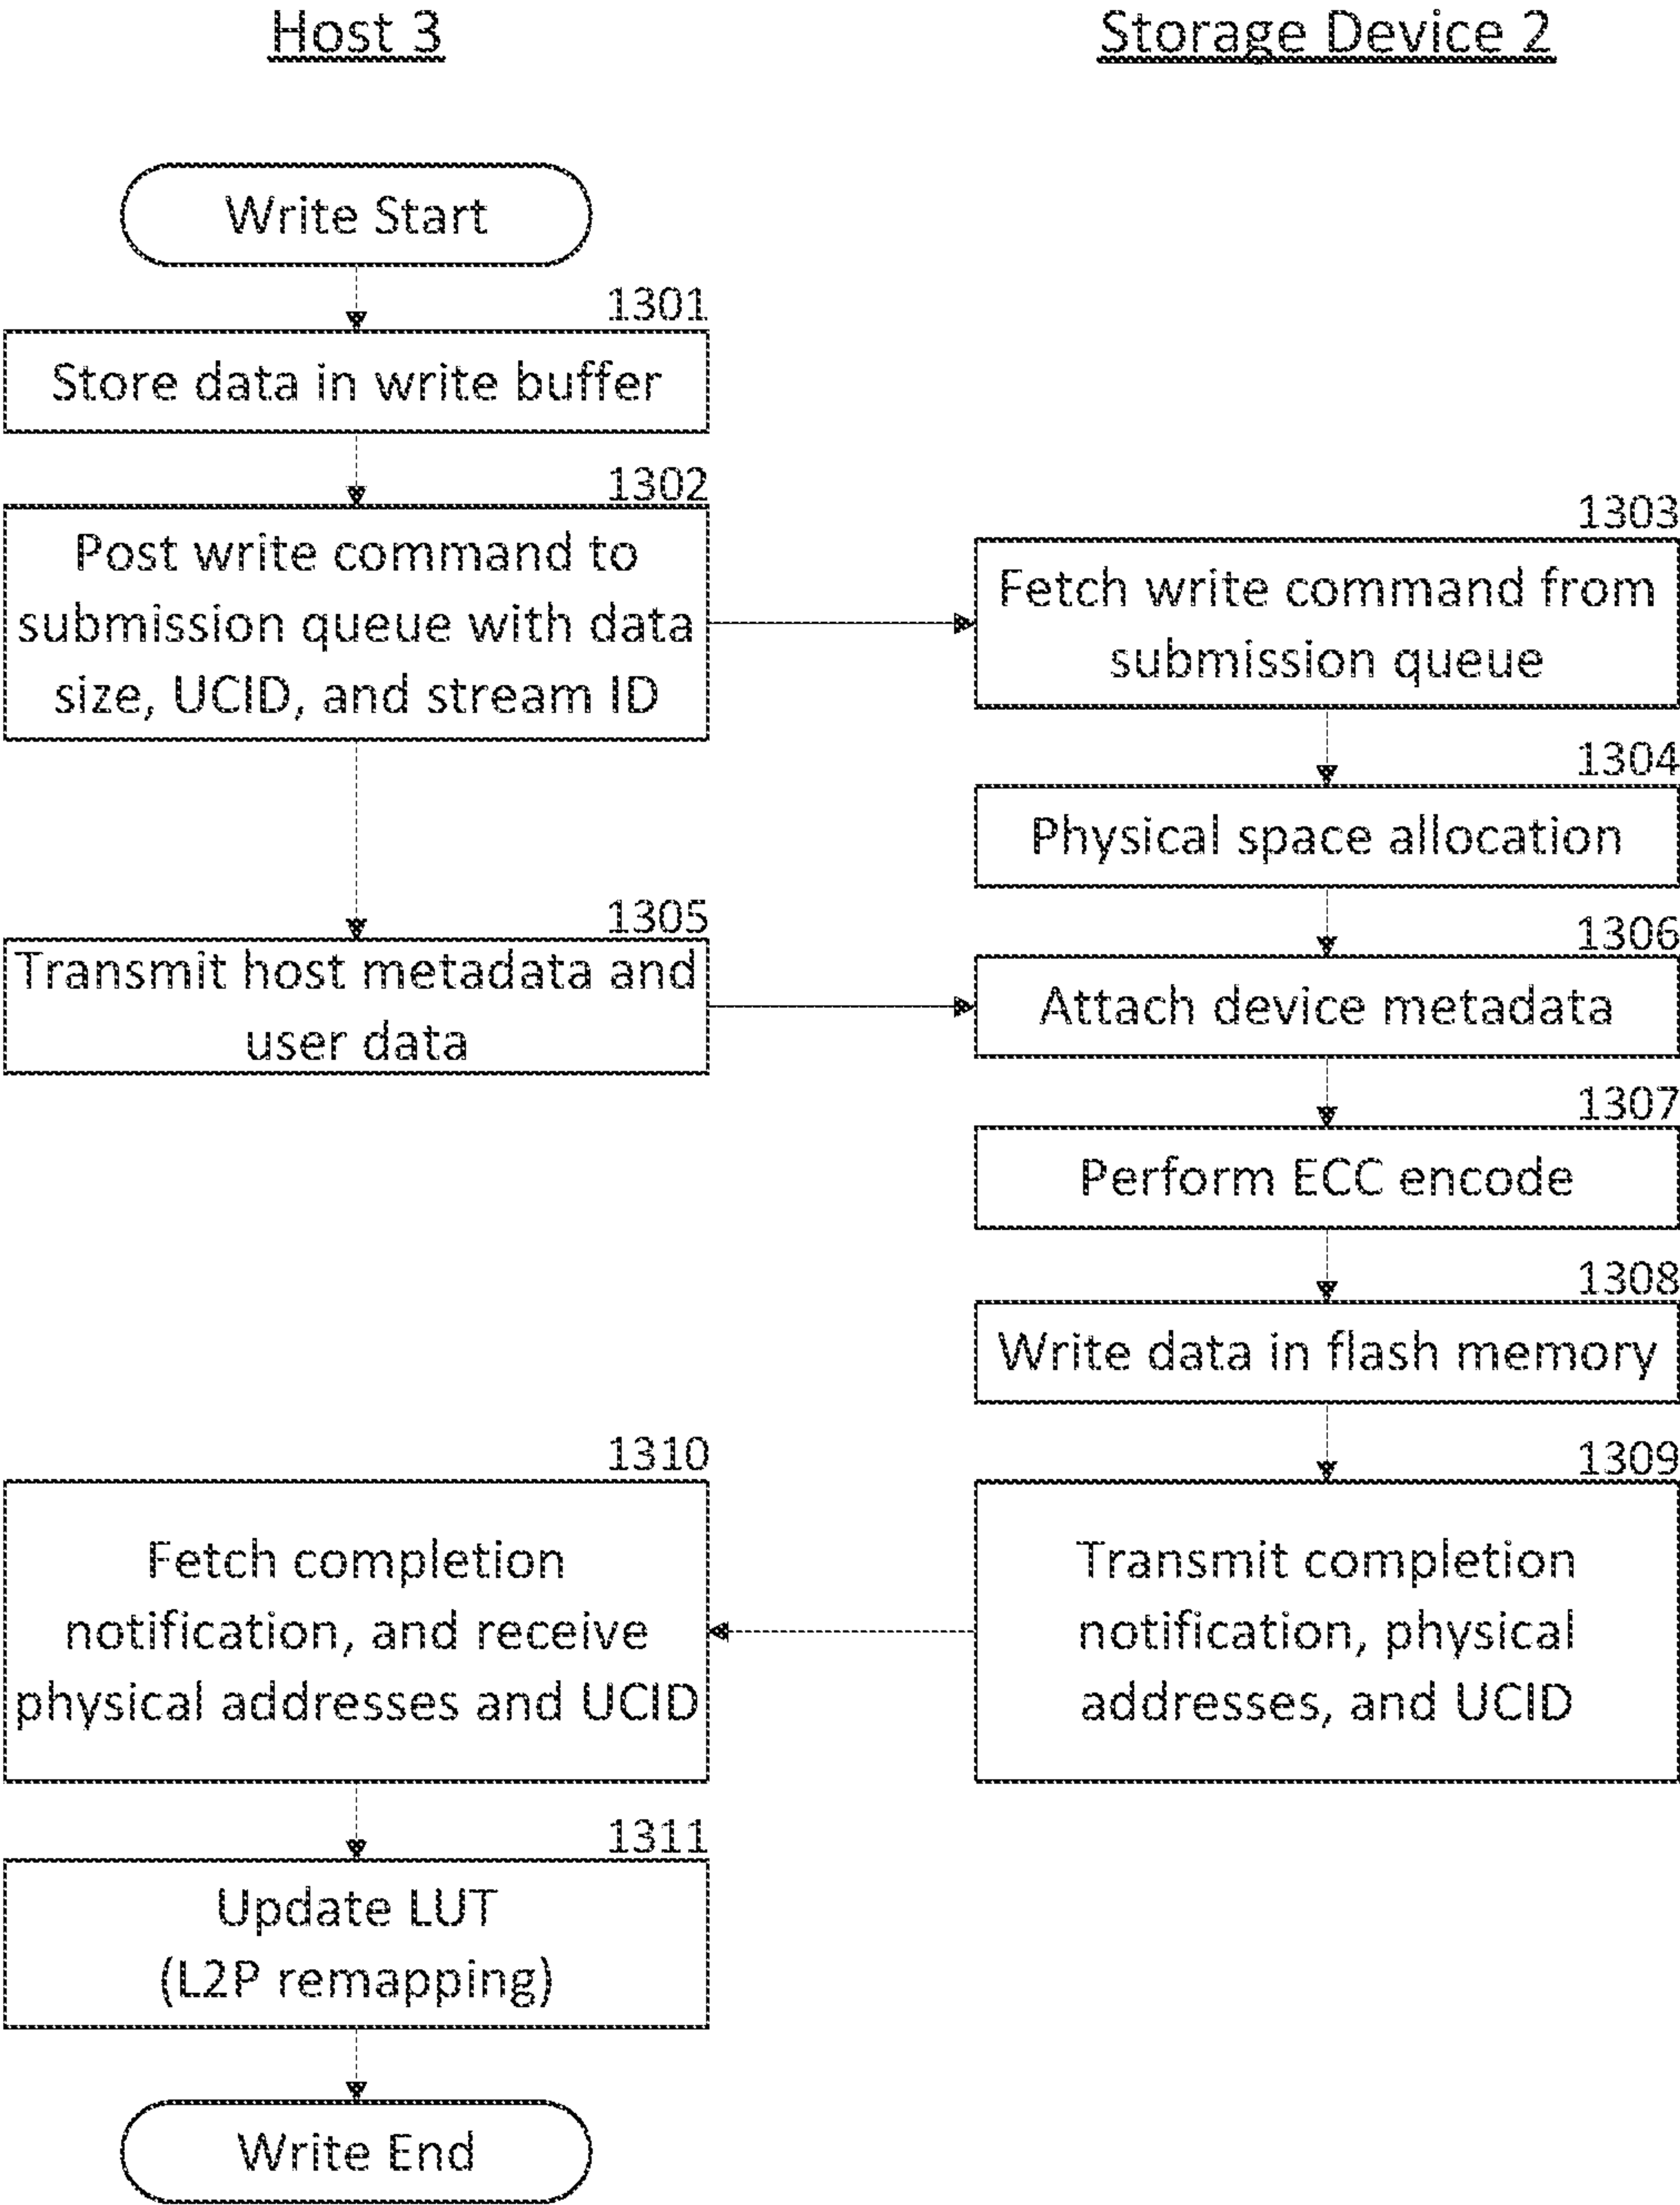 Host 3
Storage Device 2
Write Start
1301
Store data in write buffer
1302
Post write command to
submission queue with data
size, UCID, and stream ID
1303
Fetch write command from
submission queue
1304
Physical space allocation
1305
Transmit host metadata and
user data
1306
Attach device metadata
1307
Perform ECC encode
1308
Write data in flash memory
1309
Transmit completion
notification, physical
addresses, and UCID
1310
Fetch completion
notification, and receive
physical addresses and UCID
1311
Update LUT
(L2P remapping)
Write End